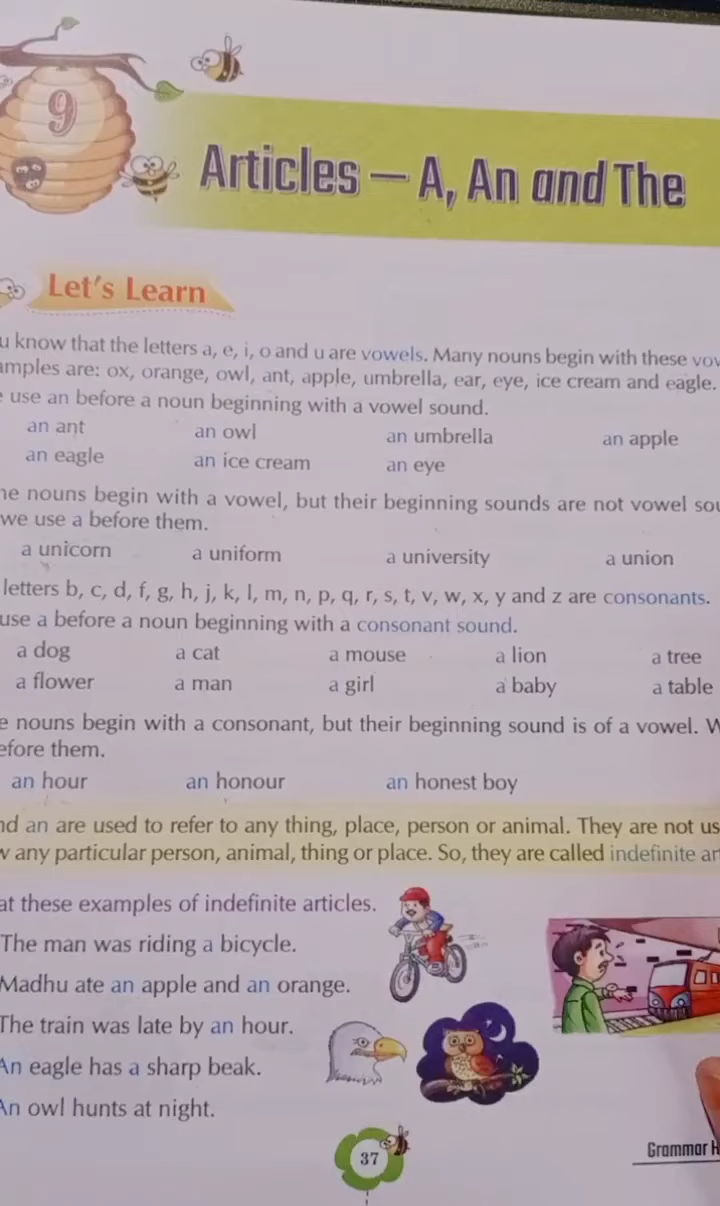 9
Articles — A, An and The
Let's Learn
u know that the letters a, e, i, o and u are vowels. Many nouns begin with these vov
amples are: ox, orange, owl, ant, apple, umbrella, ear, eye, ice cream and eagle.
e use an before a noun beginning with a vowel sound.
an ant an owl an umbrella an apple
an eagle an ice cream an eye
ne nouns begin with a vowel, but their beginning sounds are not vowel sou
we use a before them.
a unicorn a uniform a university a union
letters b, c, d, f, g, h, j, k, l, m, n, p, q, r, s, t, v, w, x, y and z are consonants.
use a before a noun beginning with a consonant sound.
a dog a cat a mouse a lion a tree
a flower a man a girl a baby a table
e nouns begin with a consonant, but their beginning sound is of a vowel. W
efore them.
an hour an honour an honest boy
nd an are used to refer to any thing, place, person or animal. They are not us
w any particular person, animal, thing or place. So, they are called indefinite ar
at these examples of indefinite articles.
The man was riding a bicycle.
Madhu ate an apple and an orange.
The train was late by an hour.
An eagle has a sharp beak.
An owl hunts at night.
37
Grammar H